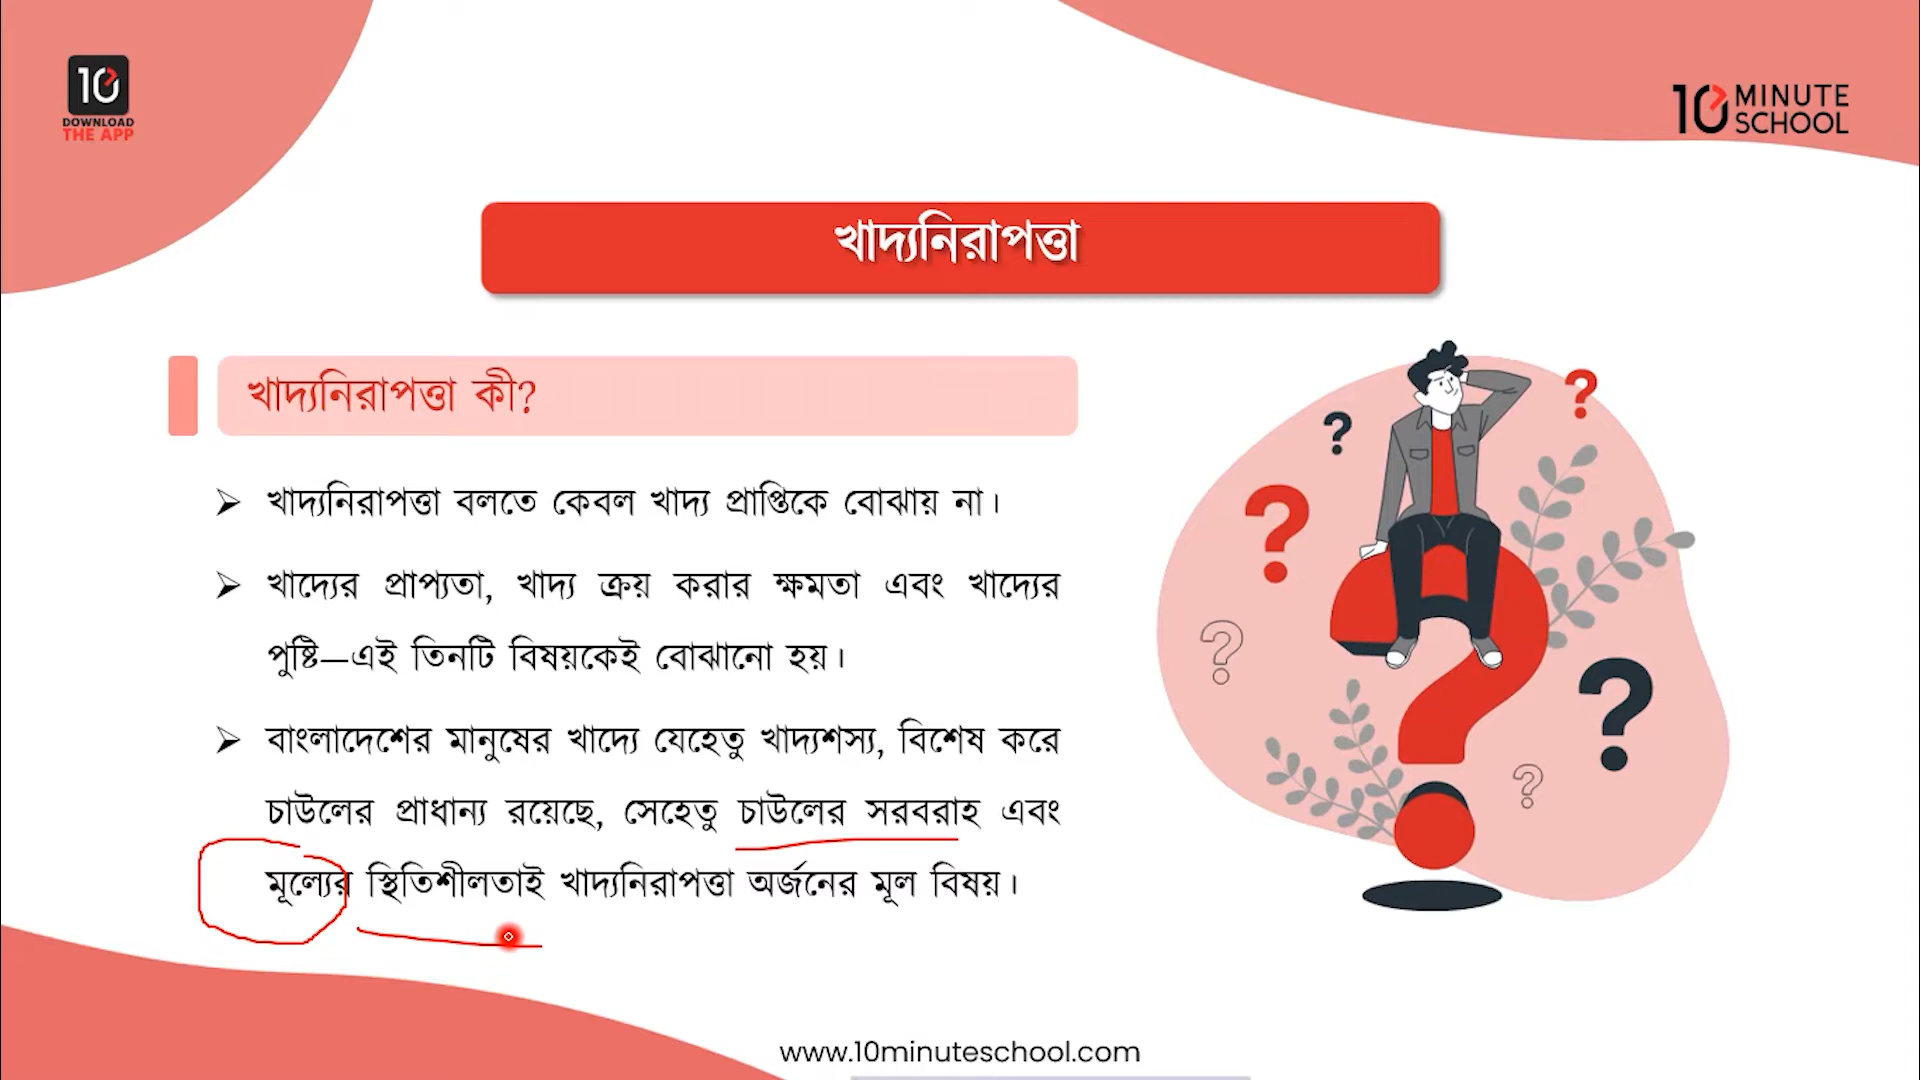 10
DOWNLOAD
THE APP
10 MINUTE
SCHOOL
খাদ্যনিরাপত্তা
খাদ্যনিরাপত্তা কী?
➢ খাদ্যনিরাপত্তা বলতে কেবল খাদ্য প্রাপ্তিকে বোঝায় না।
➢ খাদ্যের প্রাপ্যতা, খাদ্য ক্রয় করার ক্ষমতা এবং খাদ্যের
পুষ্টি—এই তিনটি বিষয়কেই বোঝানো হয়।
➢ বাংলাদেশের মানুষের খাদ্যে যেহেতু খাদ্যশস্য, বিশেষ করে
চাউলের প্রাধান্য রয়েছে, সেহেতু চাউলের সরবরাহ এবং
মূল্যের স্থিতিশীলতাই খাদ্যনিরাপত্তা অর্জনের মূল বিষয়।
www.10minuteschool.com